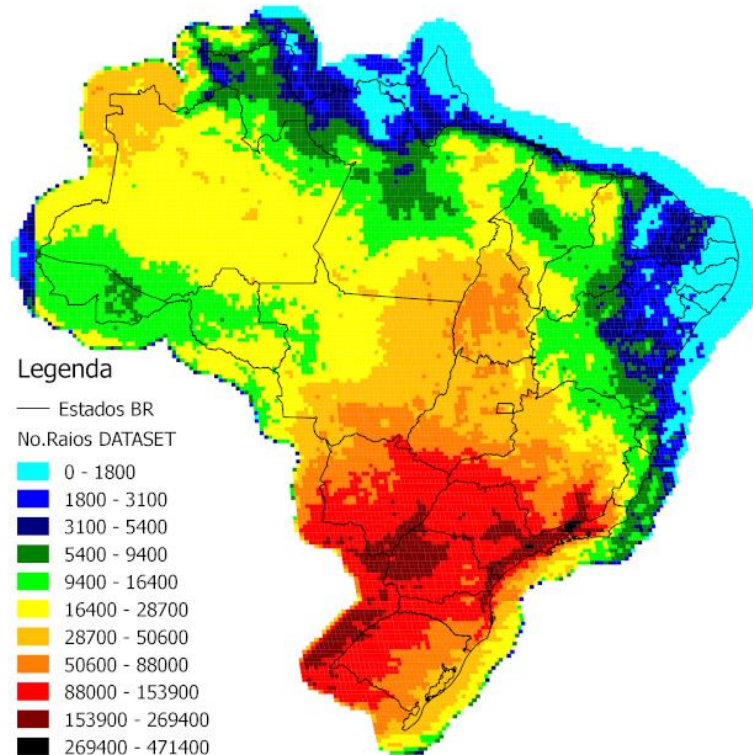 Legenda
Estados BR
No.Raios DATASET
0 - 1800
1800 - 3100
3100 - 5400
5400 - 9400
9400 - 16400
16400 - 28700
28700 - 50600
50600 - 88000
88000 - 153900
153900 - 269400
269400 - 471400